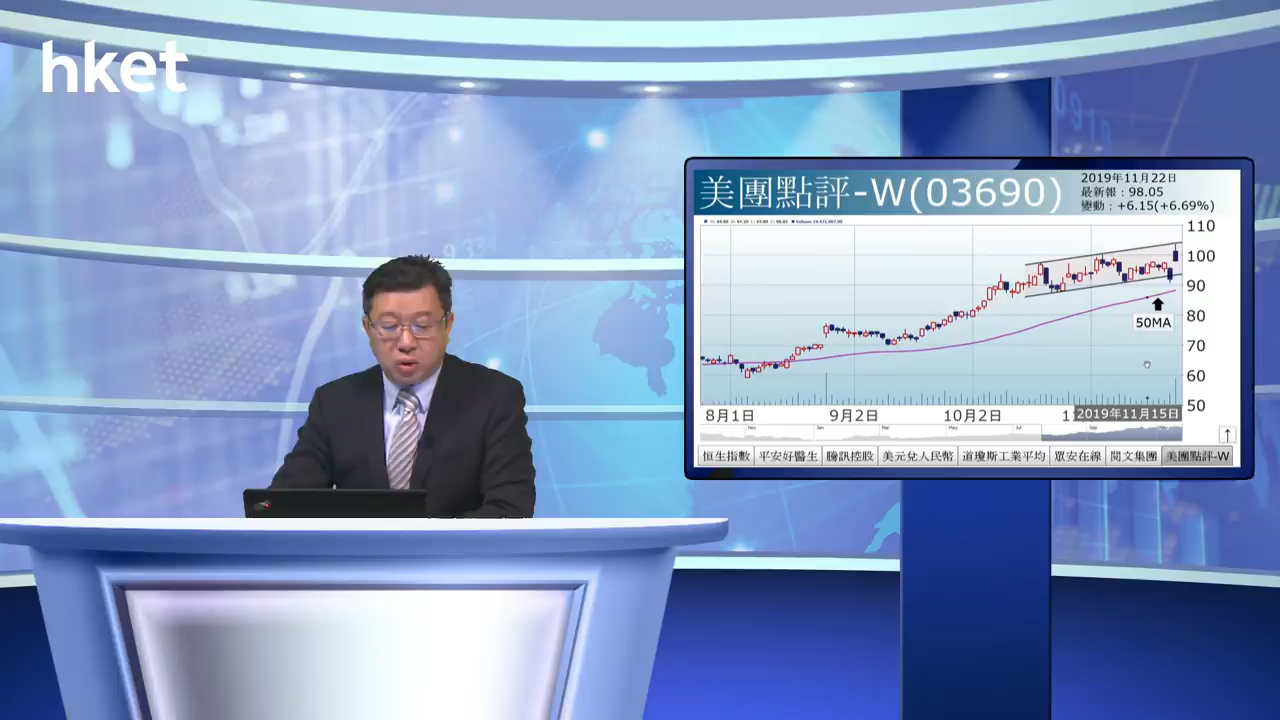 hket
美團點評-W(03690)
2019年11月22日
最新報：98.05
變動：+6.15(+6.69%)
110
100
90
80
70
60
50
50MA
8月1日
9月2日
10月2日
2019年11月15日
恒生指數
平安好醫生
騰訊控股
美元兌人民幣
道瓊斯工業平均
眾安在線
閱文集團
美團點評-W